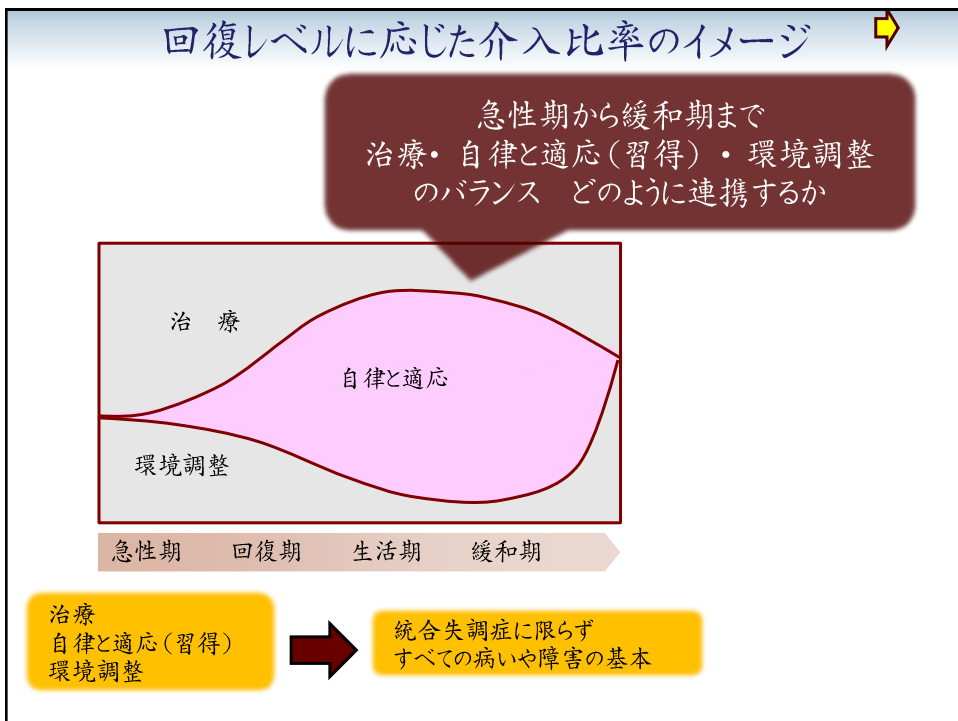 回復レベルに応じた介入比率のイメージ
急性期から緩和期まで
治療・ 自律と適応(習得) ・ 環境調整
のバランス　どのように連携するか
治　療
自律と適応
環境調整
急性期　回復期　生活期　緩和期
治療
自律と適応(習得)
環境調整
統合失調症に限らず
すべての病いや障害の基本